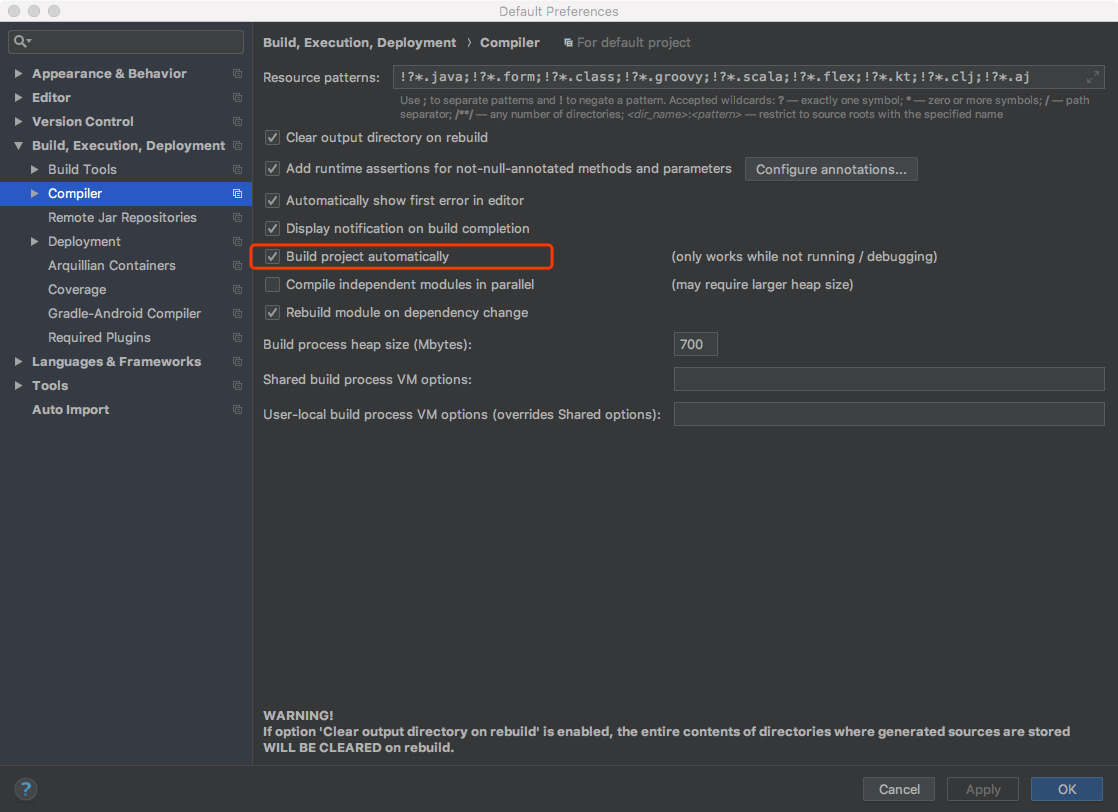 Default Preferences
Appearance & Behavior
Editor
Version Control
Build, Execution, Deployment
Build Tools
Compiler
Remote Jar Repositories
Deployment
Arquillian Containers
Coverage
Gradle-Android Compiler
Required Plugins
Languages & Frameworks
Tools
Auto Import
Build, Execution, Deployment › Compiler For default project
Resource patterns: !?*.java;!?*.form;!?*.class;!?*.groovy;!?*.scala;!?*.flex;!?*.kt;!?*.clj;!?*.aj
Use ; to separate patterns and ! to negate a pattern. Accepted wildcards: ? — exactly one symbol; * — zero or more symbols; / — path
separator; /**/ — any number of directories; <dir_name>:<pattern> — restrict to source roots with the specified name
Clear output directory on rebuild
Add runtime assertions for not-null-annotated methods and parameters Configure annotations...
Automatically show first error in editor
Display notification on build completion
Build project automatically (only works while not running / debugging)
Compile independent modules in parallel (may require larger heap size)
Rebuild module on dependency change
Build process heap size (Mbytes): 700
Shared build process VM options:
User-local build process VM options (overrides Shared options):
WARNING!
If option 'Clear output directory on rebuild' is enabled, the entire contents of directories where generated sources are stored
WILL BE CLEARED on rebuild.
? Cancel Apply OK